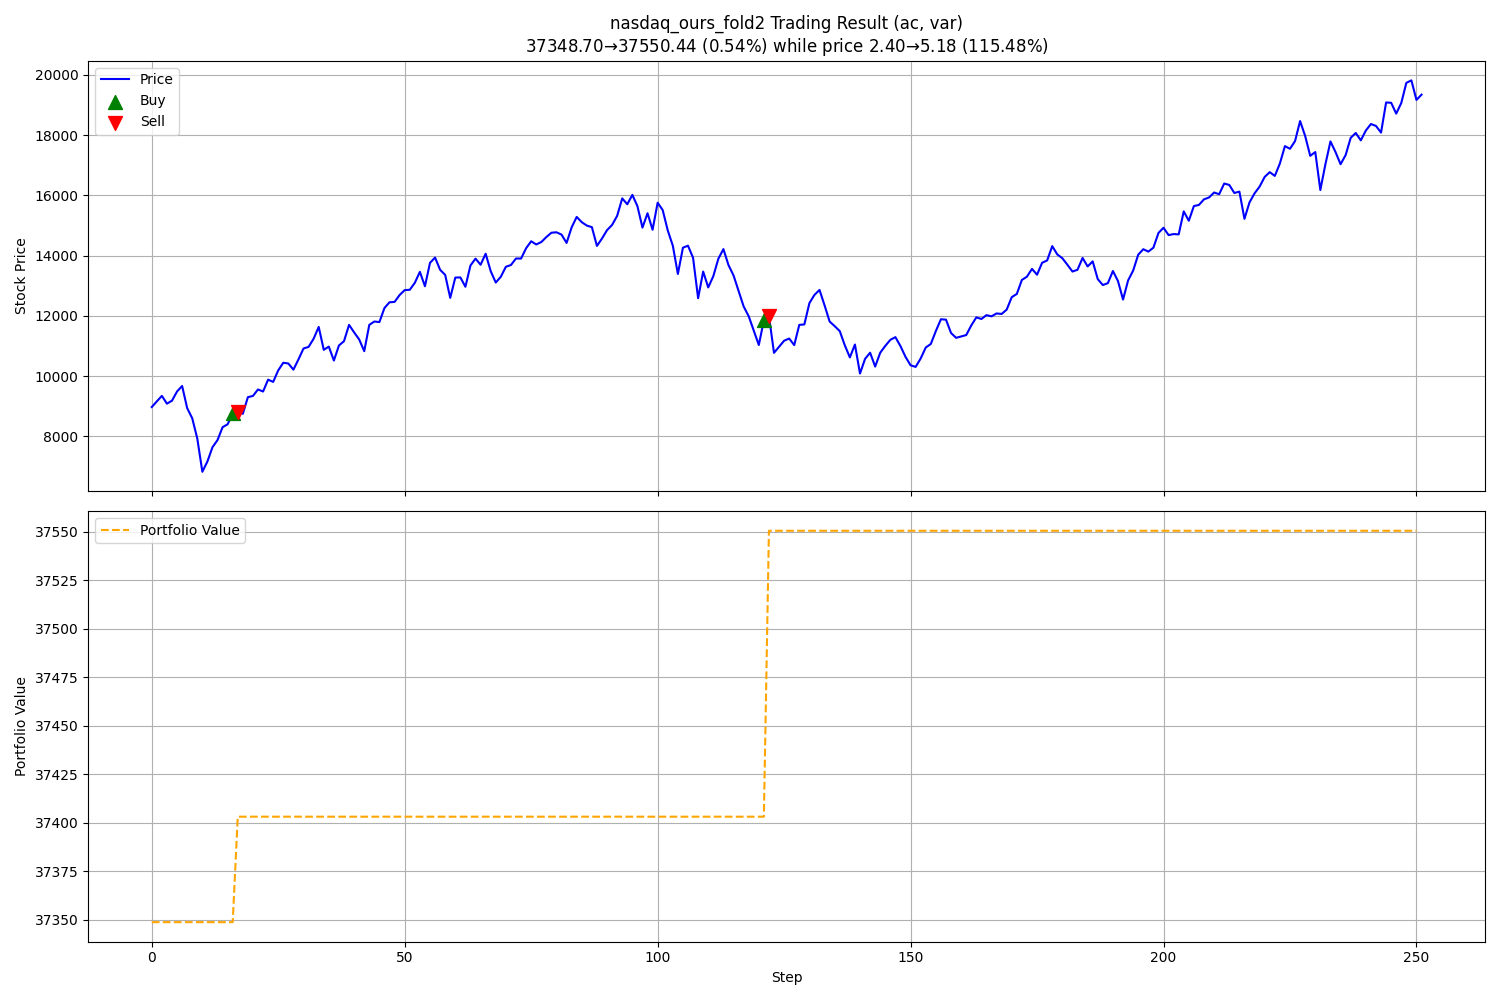 nasdaq_ours_fold2 Trading Result (ac, var)
37348.70→37550.44 (0.54%) while price 2.40→5.18 (115.48%)
Price
Buy
Sell
Stock Price
20000
18000
16000
14000
12000
10000
8000
Portfolio Value
Portfolio Value
37550
37525
37500
37475
37450
37425
37400
37375
37350
0 50 100 150 200 250
Step